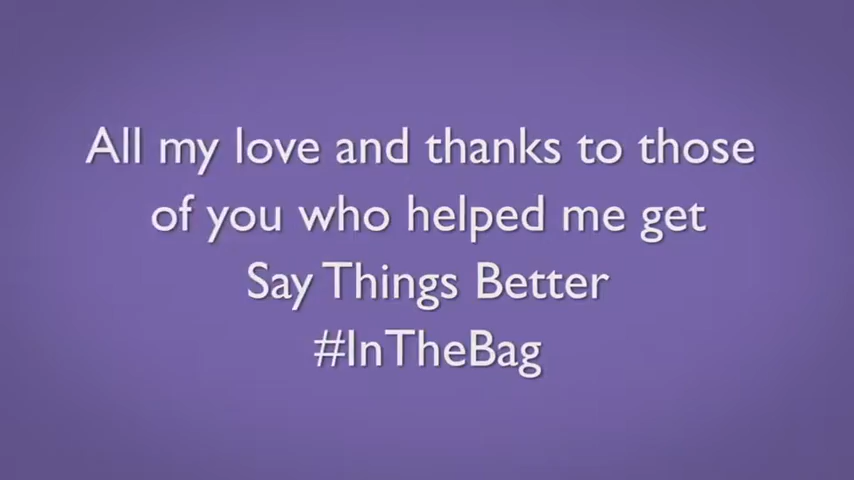 All my love and thanks to those
of you who helped me get
Say Things Better
#InTheBag